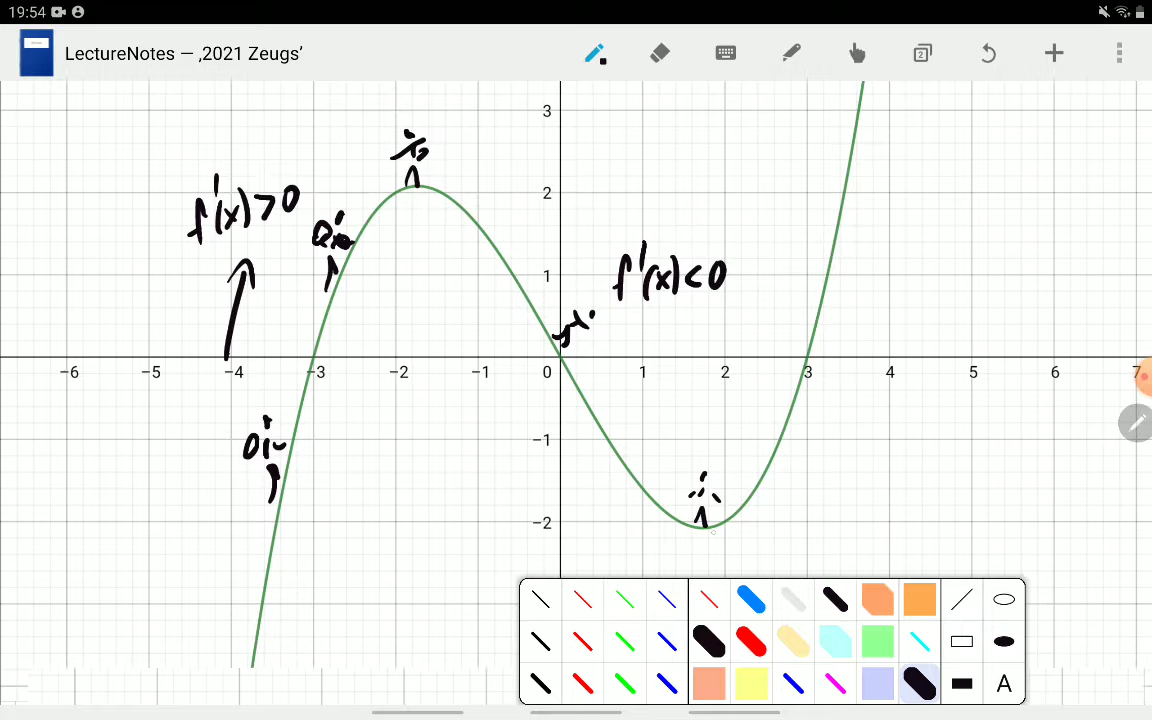 19:54
LectureNotes — ‚2021 Zeugs’
2
3
f'(x)>0
2
f'(x)<0
1
−6 −5 −4 −3 −2 −1 0 1 2 3 4 5 6 7
−1
−2
A